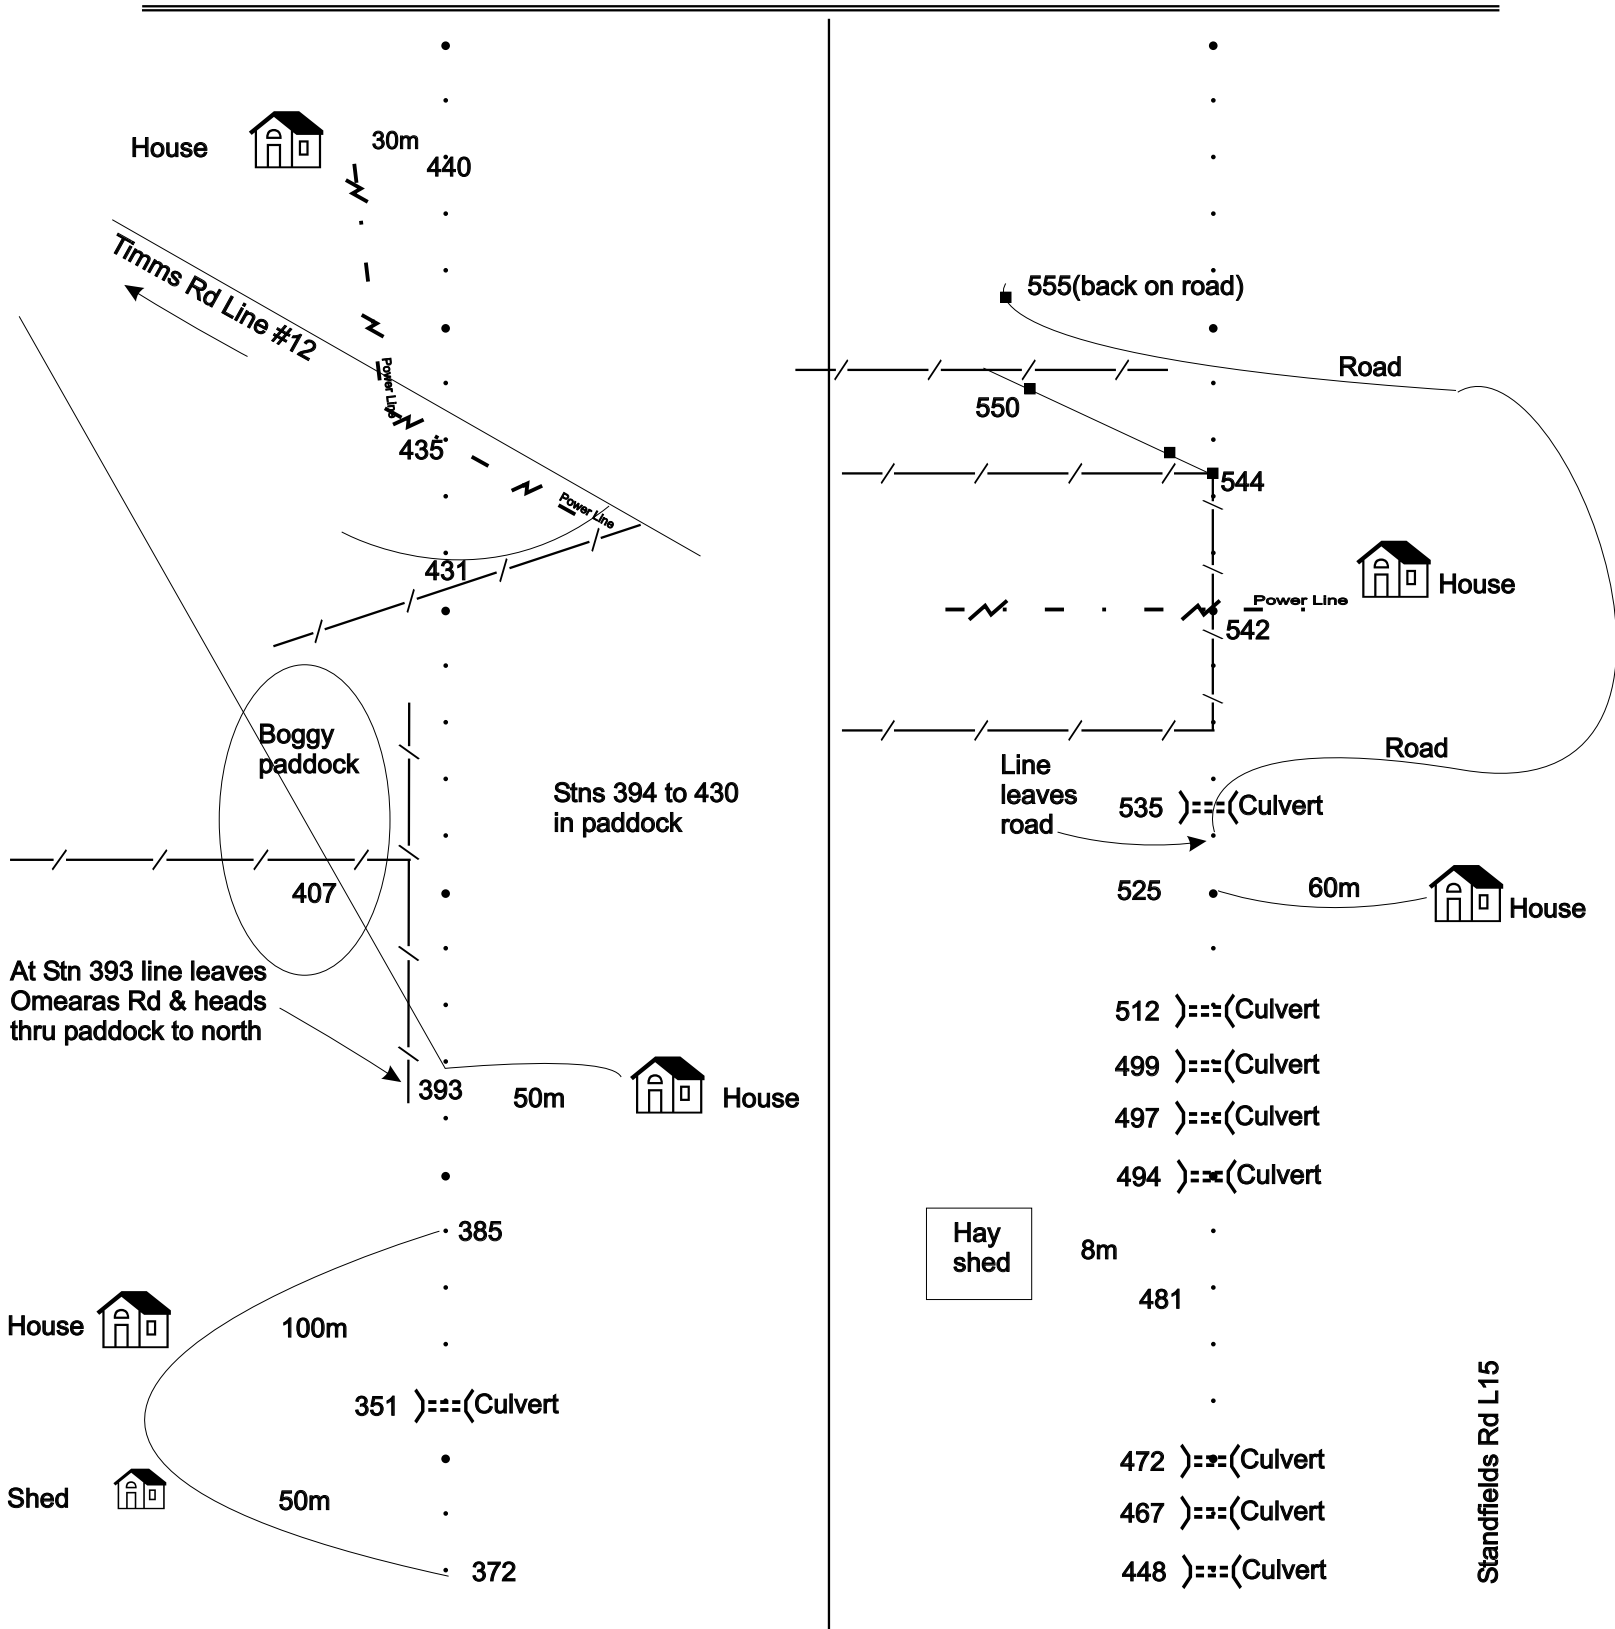 House
30m
440
Timms Rd Line #12
Power Line
435
Power Line
431
Boggy
paddock
Stns 394 to 430
in paddock
407
At Stn 393 line leaves
Omearas Rd & heads
thru paddock to north
393
50m
House
385
House
100m
351
Culvert
Shed
50m
372
555(back on road)
Road
550
544
House
Power Line
542
Road
Line
leaves
road
535
Culvert
525
60m
House
512
Culvert
499
Culvert
497
Culvert
494
Culvert
Hay
shed
8m
481
472
Culvert
467
Culvert
448
Culvert
Standfields Rd L15